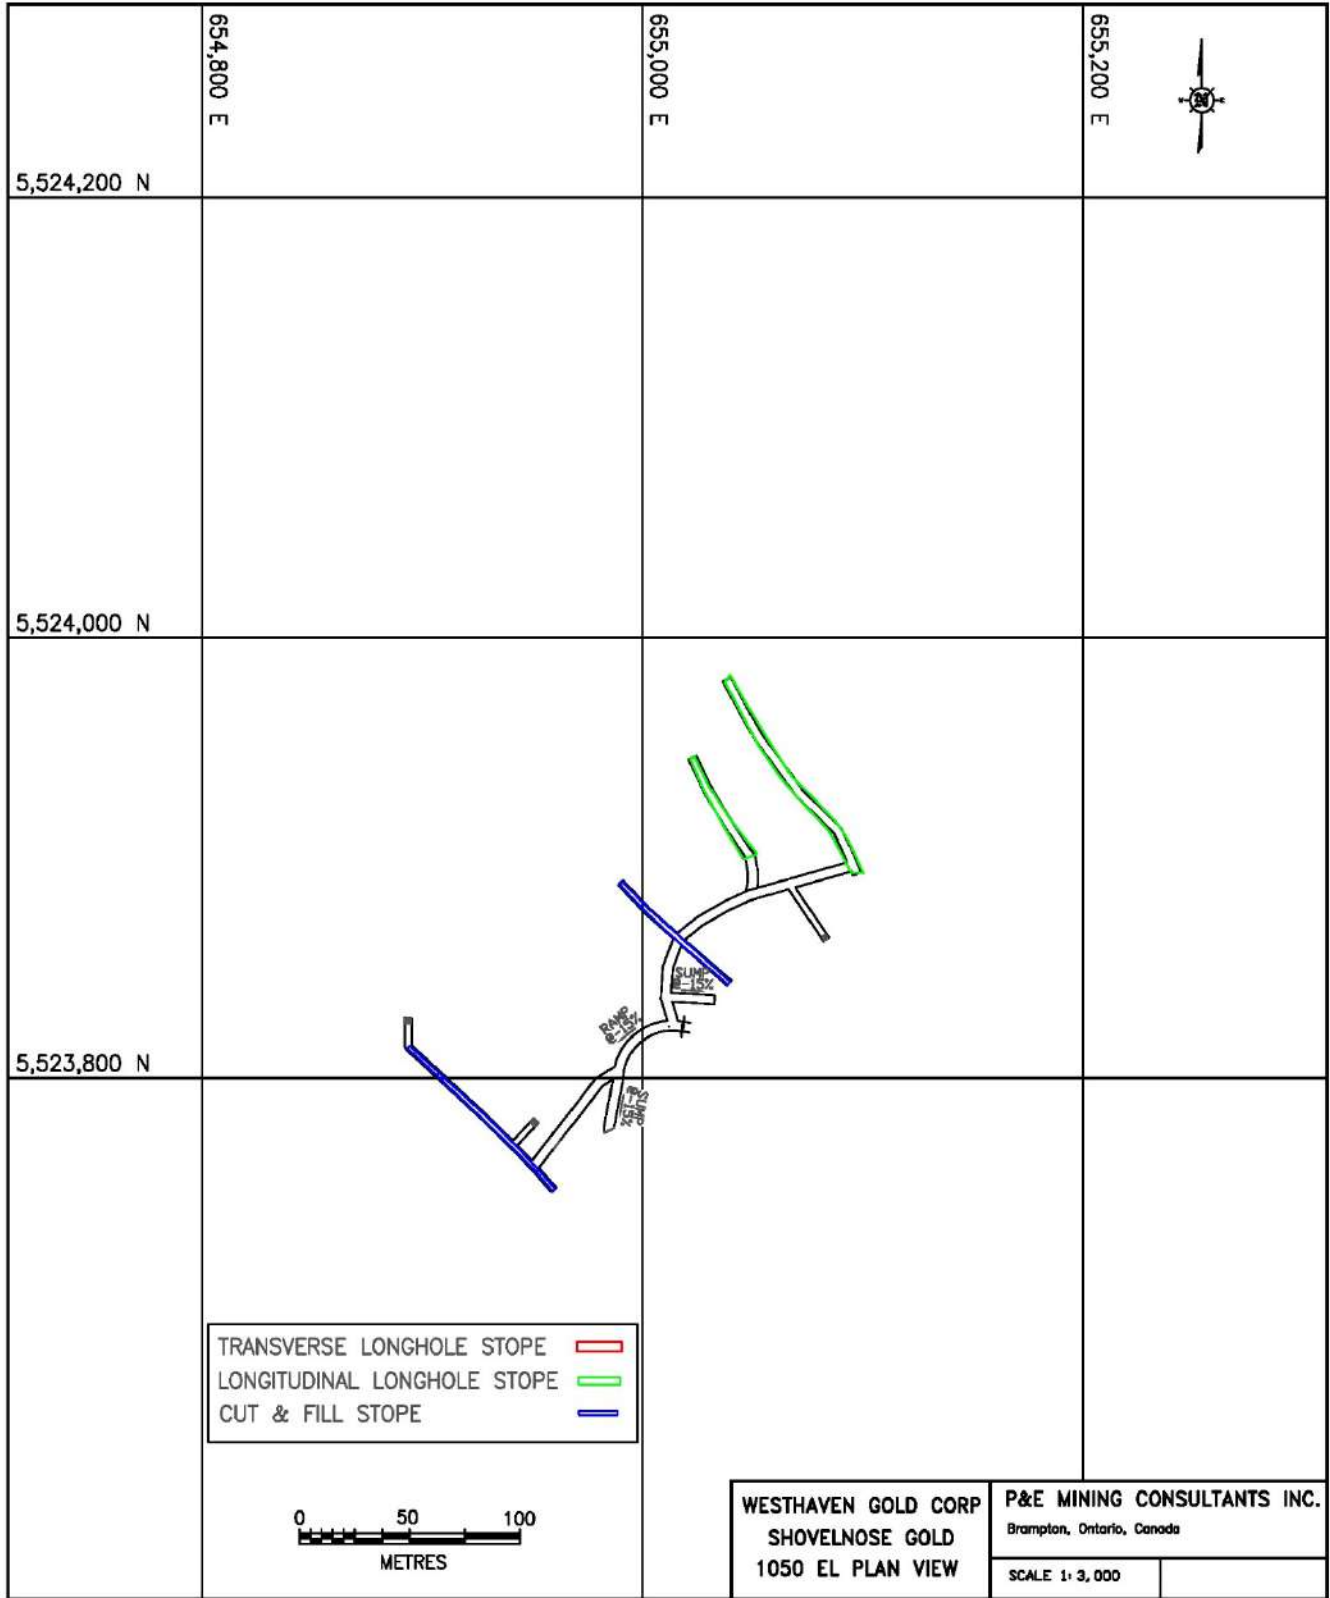 654,800 E
655,000 E
655,200 E
N
5,524,200 N
5,524,000 N
SUMP
@-15%
RAMP
@-15%
5,523,800 N
SUMP
@-15%
TRANSVERSE LONGHOLE STOPE
LONGITUDINAL LONGHOLE STOPE
CUT & FILL STOPE
0 50 100
METRES
WESTHAVEN GOLD CORP
SHOVELNOSE GOLD
1050 EL PLAN VIEW
P&E MINING CONSULTANTS INC.
Brampton, Ontario, Canada
SCALE 1:3,000